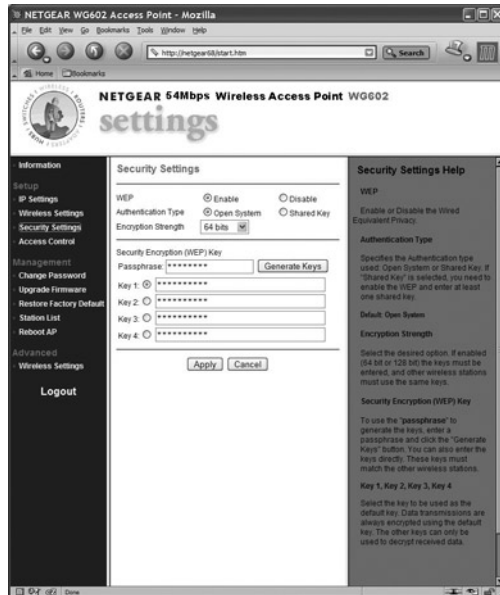 NETGEAR WG602 Access Point - Mozilla
File Edit View Go Bookmarks Tools Window Help
http://netgear68/start.htm
Search
Home Bookmarks
NETGEAR 54Mbps Wireless Access Point WG602
settings
SWITCHES WIRELESS ROUTERS HUBS
Information
Setup
IP Settings
Wireless Settings
Security Settings
Access Control
Management
Change Password
Upgrade Firmware
Restore Factory Default
Station List
Reboot AP
Advanced
Wireless Settings
Logout
Security Settings
WEP Enable Disable
Authentication Type Open System Shared Key
Encryption Strength 64 bits
Security Encryption (WEP) Key
Passphrase: ******** Generate Keys
Key 1: **********
Key 2: **********
Key 3: **********
Key 4: **********
Apply Cancel
Security Settings Help
WEP
Enable or Disable the Wired
Equivalent Privacy.
Authentication Type
Specifies the Authentication type
used: Open System or Shared Key. If
"Shared Key" is selected, you need to
enable the WEP and enter at least
one shared key.
Default: Open System
Encryption Strength
Select the desired option. If enabled
(64 bit or 128 bit) the keys must be
entered, and other wireless stations
must use the same keys.
Security Encryption (WEP) Key
To use the "passphrase" to
generate the keys, enter a
passphrase and click the "Generate
Keys" button. You can also enter the
keys directly. These keys must
match the other wireless stations.
Key 1, Key 2, Key 3, Key 4
Select the key to be used as the
default key. Data transmissions are
always encrypted using the default
key. The other keys can only be
used to decrypt received data.
Done